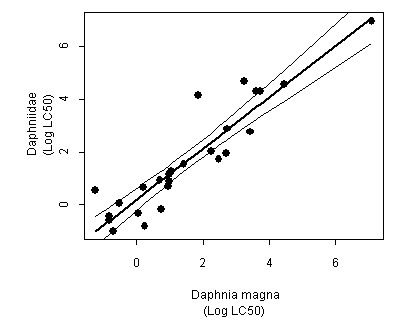 6
4
2
0
Daphniidae
(Log LC50)
0 2 4 6
Daphnia magna
(Log LC50)